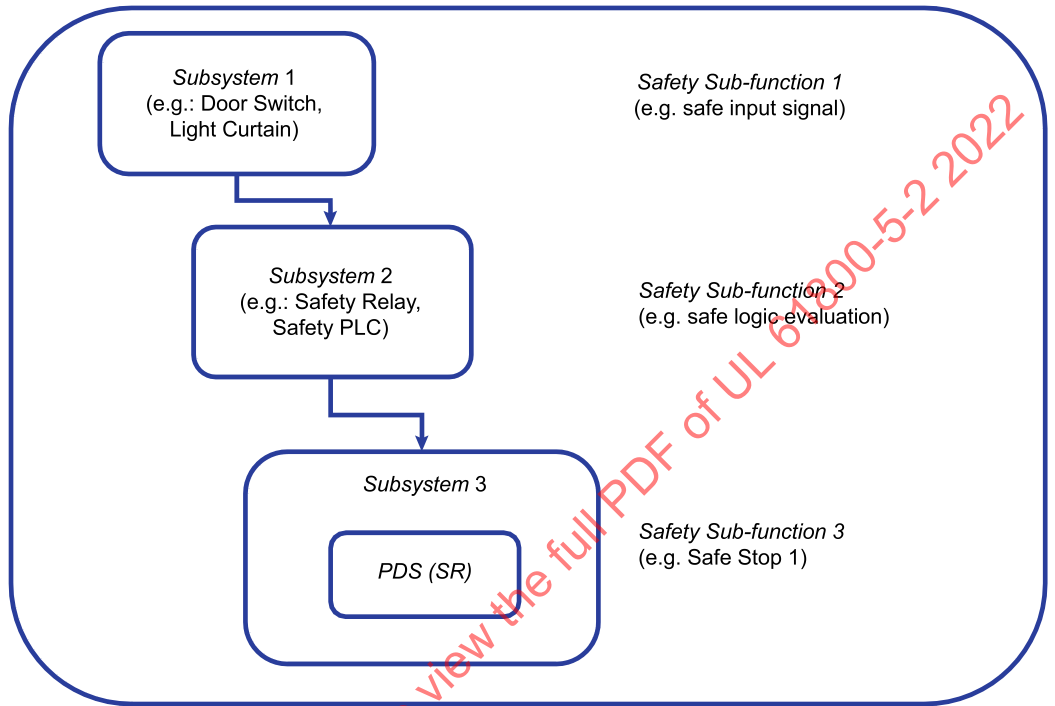 Subsystem 1
(e.g.: Door Switch,
Light Curtain)
Safety Sub-function 1
(e.g. safe input signal)
Subsystem 2
(e.g.: Safety Relay,
Safety PLC)
Safety Sub-function 2
(e.g. safe logic evaluation)
Subsystem 3
PDS (SR)
Safety Sub-function 3
(e.g. Safe Stop 1)
view the full PDF of UL 61800-5-2 2022